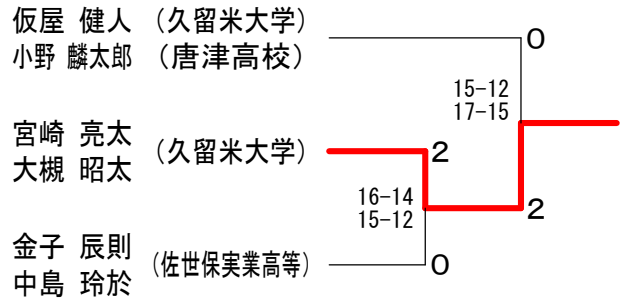 仮屋 健人 (久留米大学)
小野 麟太郎 (唐津高校)
0
15-12
17-15
宮崎 亮太
大槻 昭太
(久留米大学)
2
16-14
15-12
2
金子 辰則
中島 玲於
(佐世保実業高等)
0